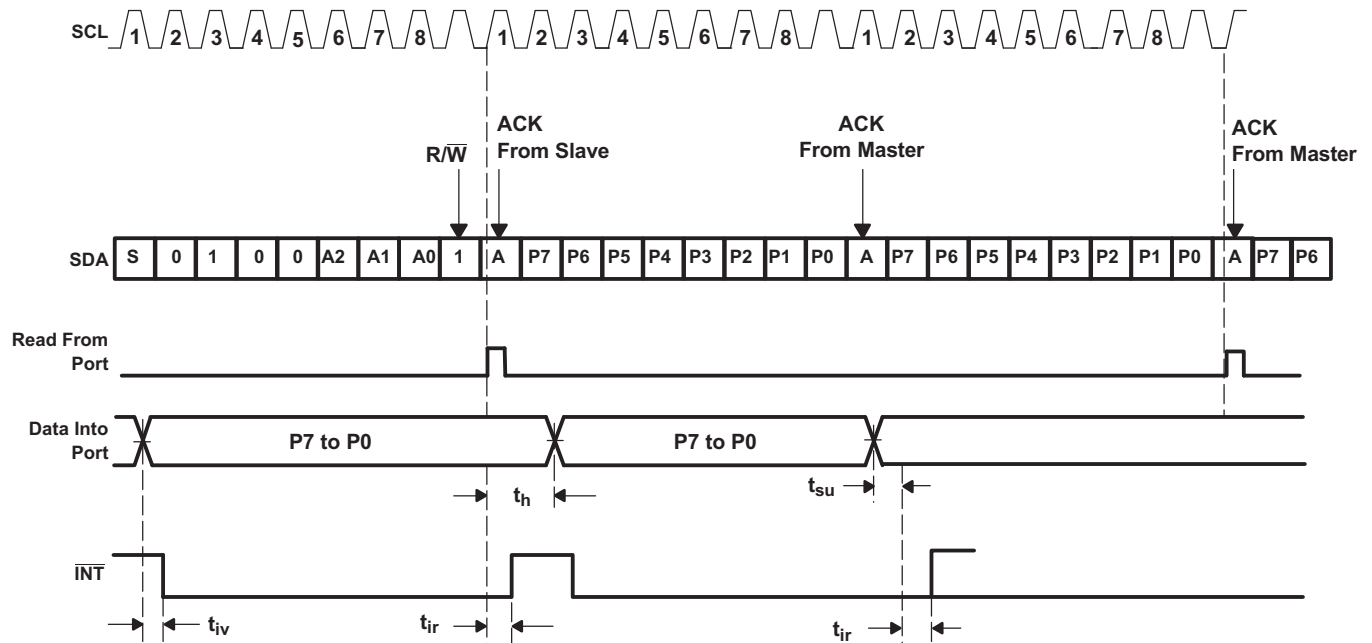 SCL 1 2 3 4 5 6 7 8 1 2 3 4 5 6 7 8 1 2 3 4 5 6 7 8
R/W
ACK
From Slave
ACK
From Master
ACK
From Master
SDA S 0 1 0 0 A2 A1 A0 1 A P7 P6 P5 P4 P3 P2 P1 P0 A P7 P6 P5 P4 P3 P2 P1 P0 A P7 P6
Read From
Port
Data Into
Port
P7 to P0 P7 to P0
th tsu
INT
tiv tir tir